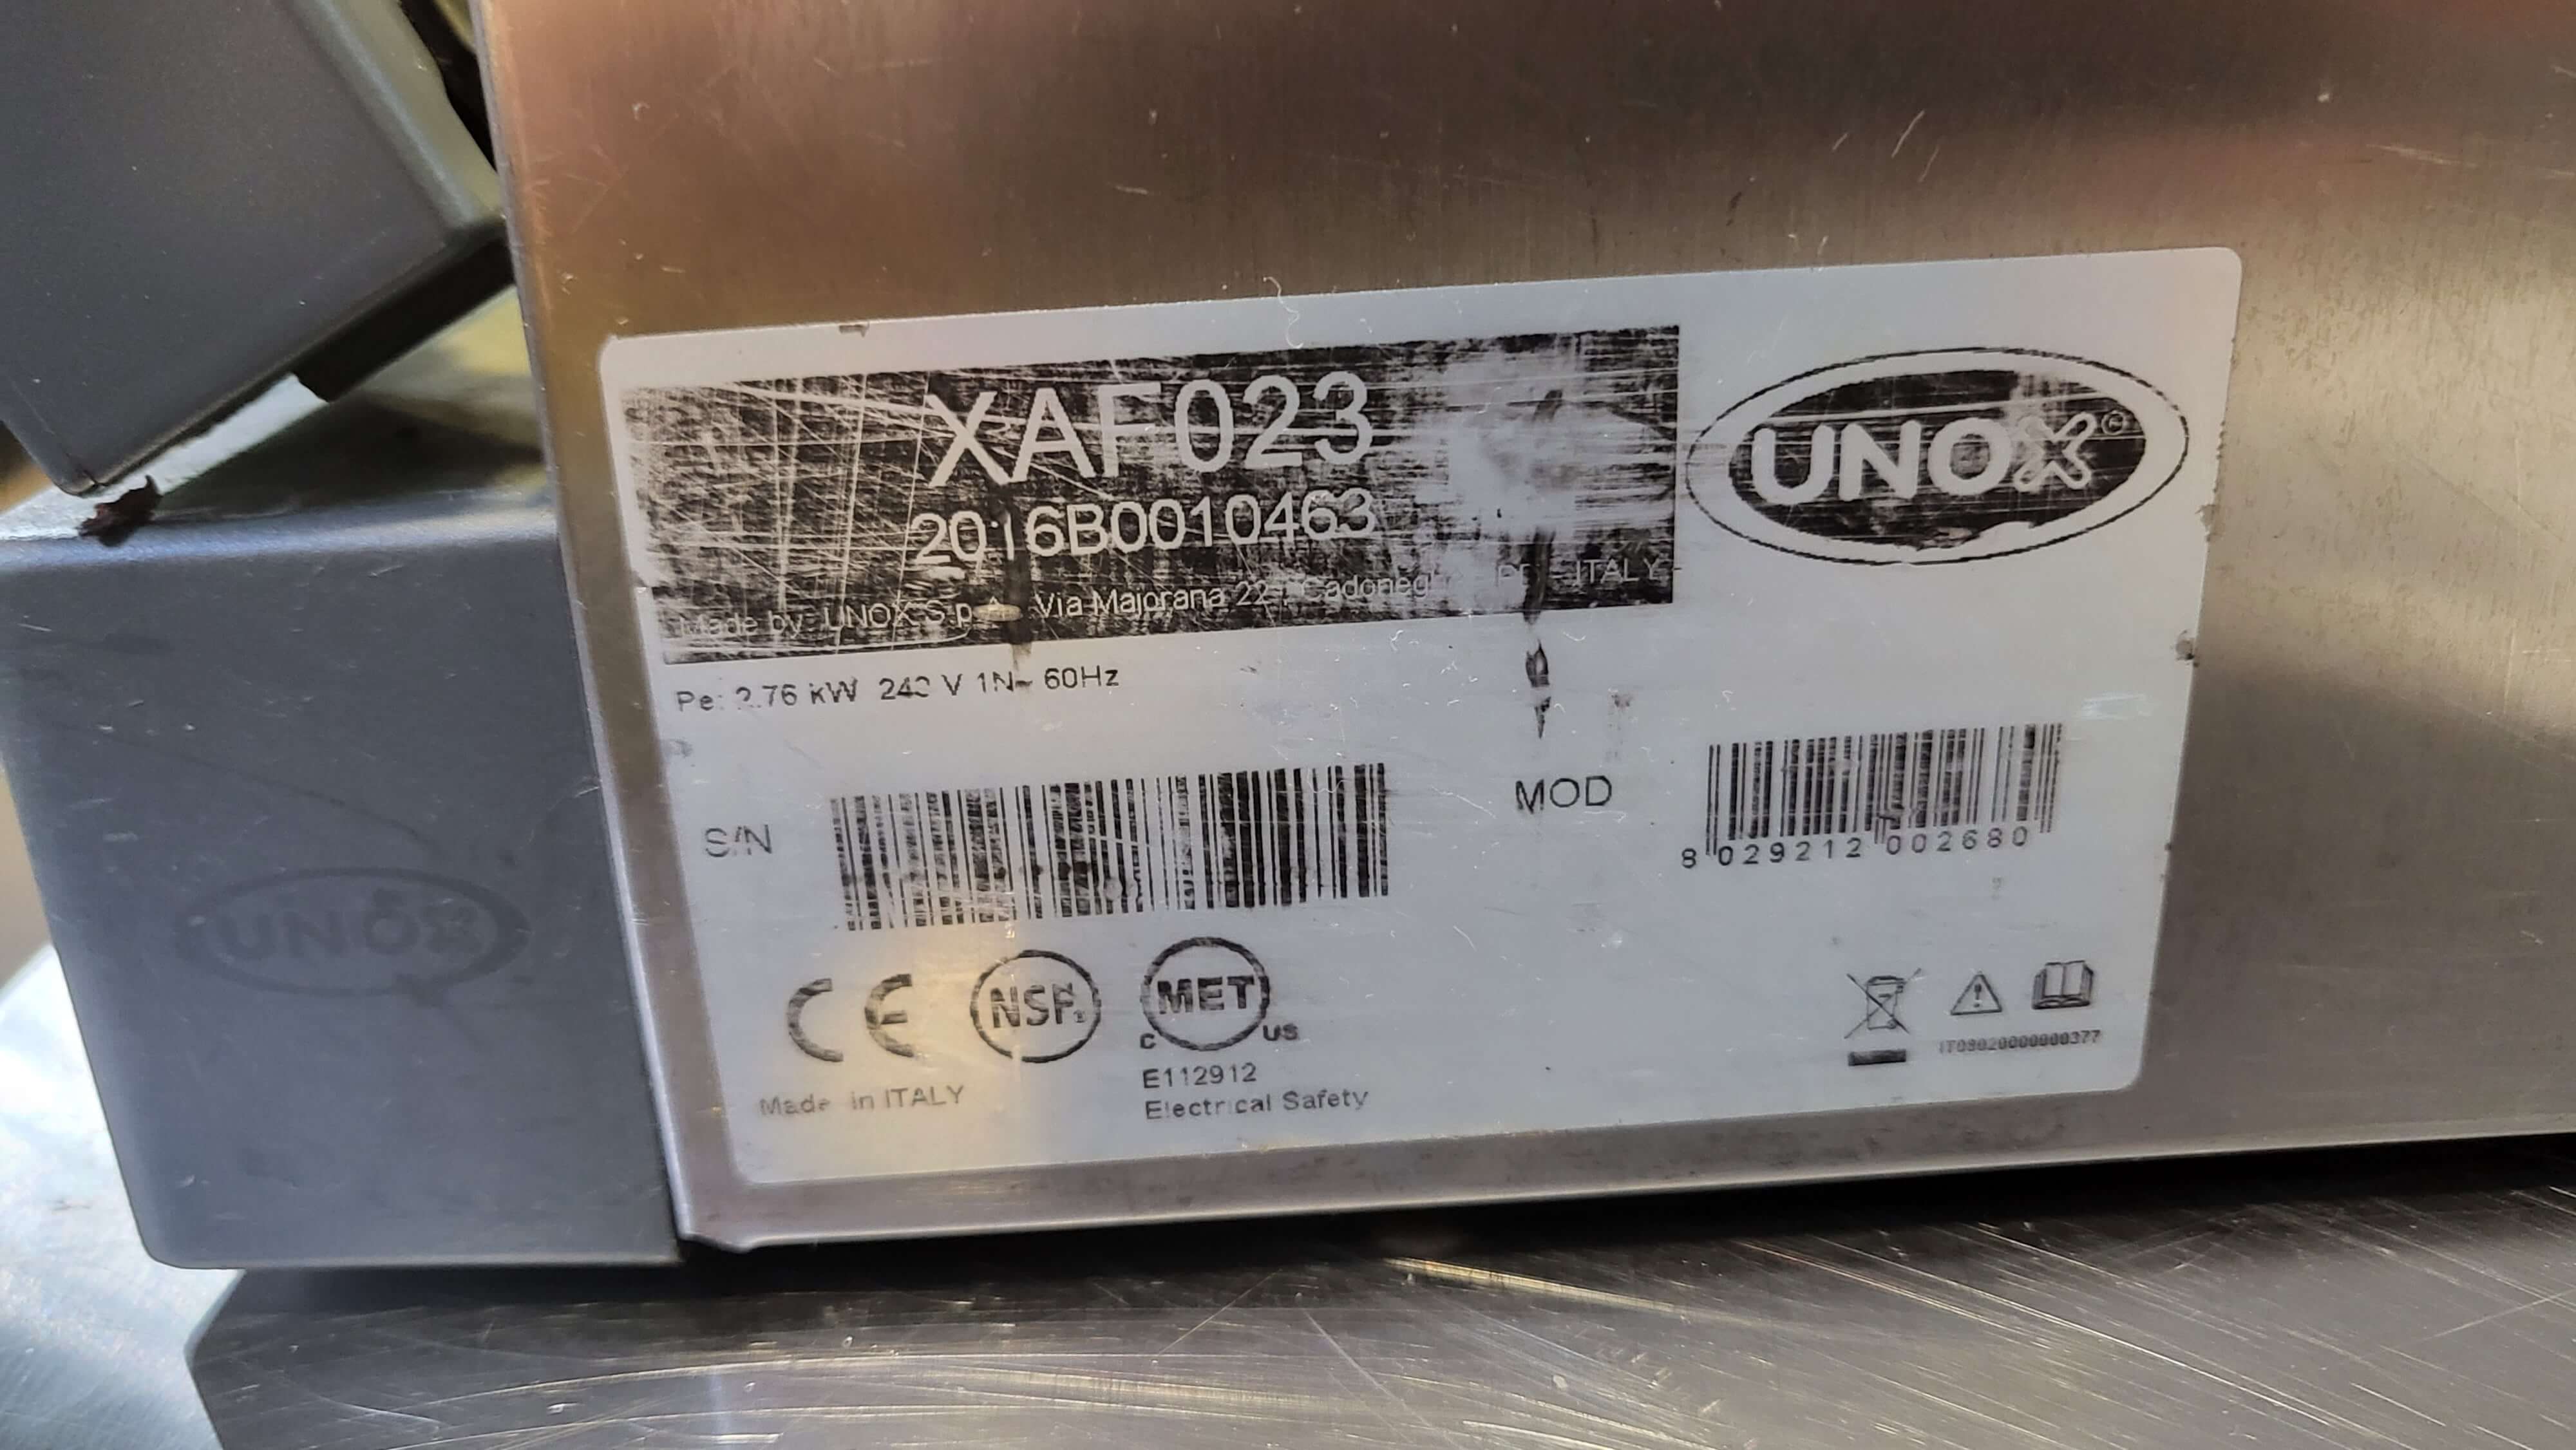 XAF023
UNOX®
2016B0010463
Made by: UNOX S.p.A. Via Majorana 22 ITALY
Pe: 2.76 kW 240 V 1N~ 60Hz
S/N
MOD
8 029212 002680
CE NSF® C MET US
E112912
Made in ITALY
Electrical Safety
IT08020000000377
UNOX